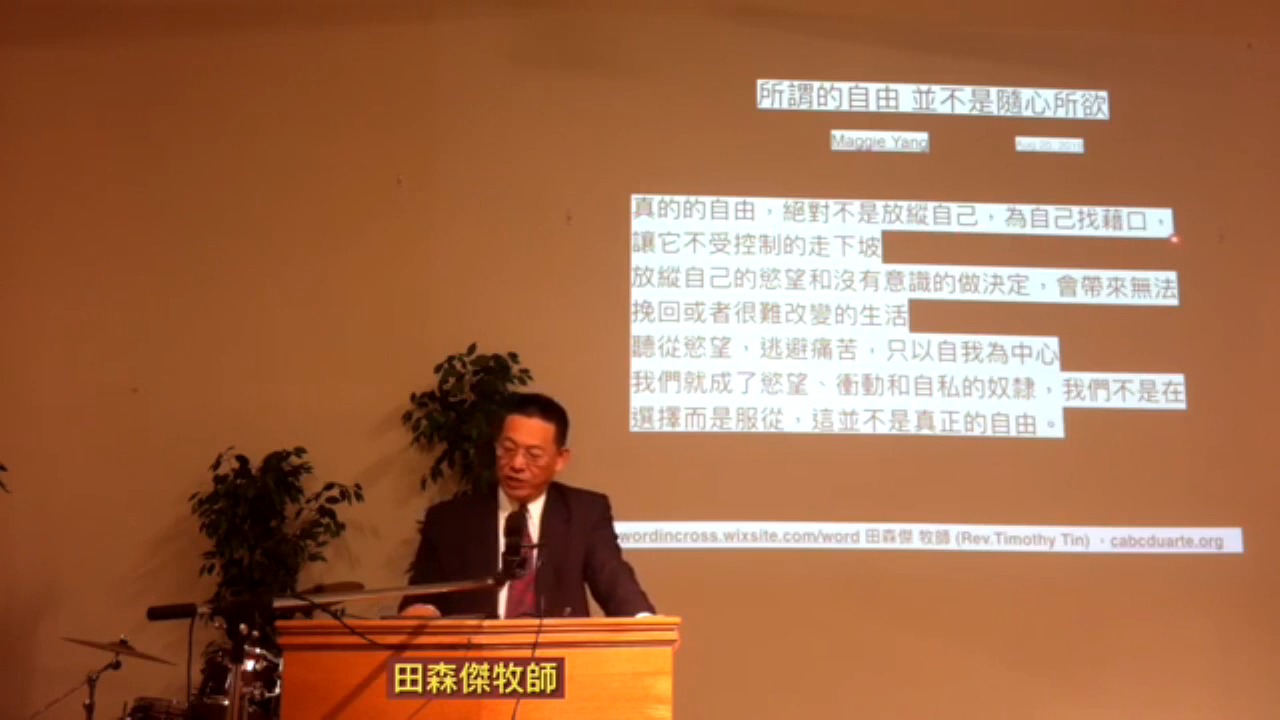 所謂的自由 並不是隨心所欲
Maggie Yang
真的的自由，絕對不是放縱自己，為自己找藉口，
讓它不受控制的走下坡
放縱自己的慾望和沒有意識的做決定，會帶來無法
挽回或者很難改變的生活
聽從慾望，逃避痛苦，只以自我為中心
我們就成了慾望、衝動和自私的奴隸，我們不是在
選擇而是服從，這並不是真正的自由。
wordincross.wixsite.com/word 田森傑 牧師 (Rev.Timothy Tin) ，cabcduarte.org
田森傑牧師